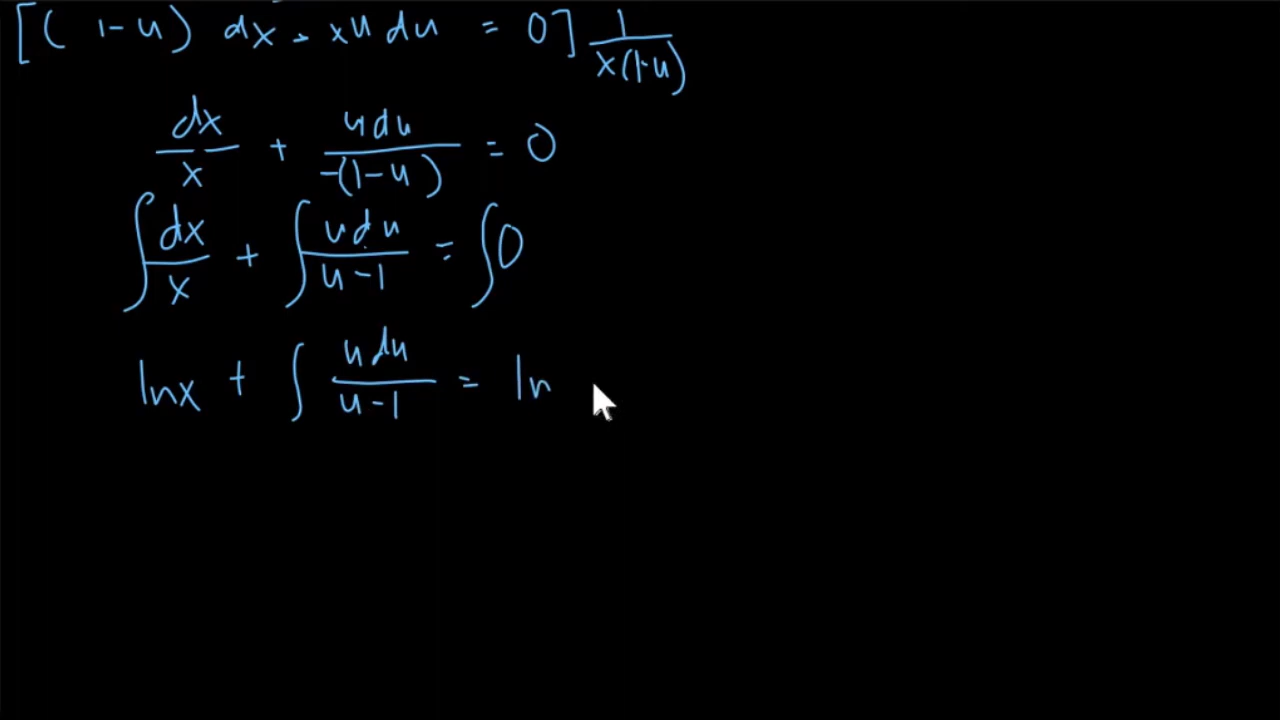 [(1-u) dx - xu du = 0] 1/x(1-u)
dx/x + u du/-(1-u) = 0
∫ dx/x + ∫ u du/u-1 = ∫ 0
ln x + ∫ u du/u-1 = ln